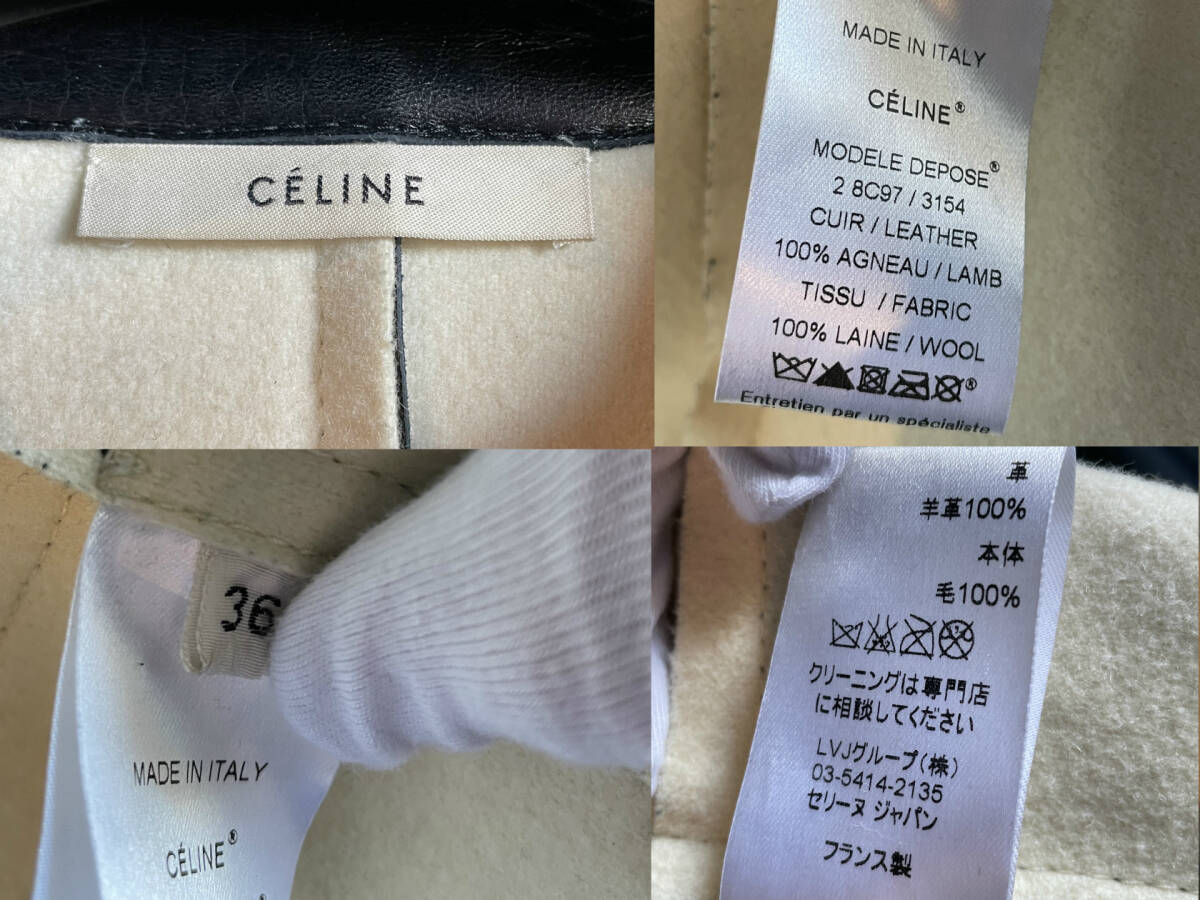 CÉLINE
MADE IN ITALY
CÉLINE®
MODELE DEPOSE®
2 8C97 / 3154
CUIR / LEATHER
100% AGNEAU / LAMB
TISSU / FABRIC
100% LAINE / WOOL
Entretien par un spécialiste
36
MADE IN ITALY
CÉLINE®
革
羊革100%
本体
毛100%
クリーニングは専門店
に相談してください
LVJグループ(株)
03-5414-2135
セリーヌ ジャパン
フランス製